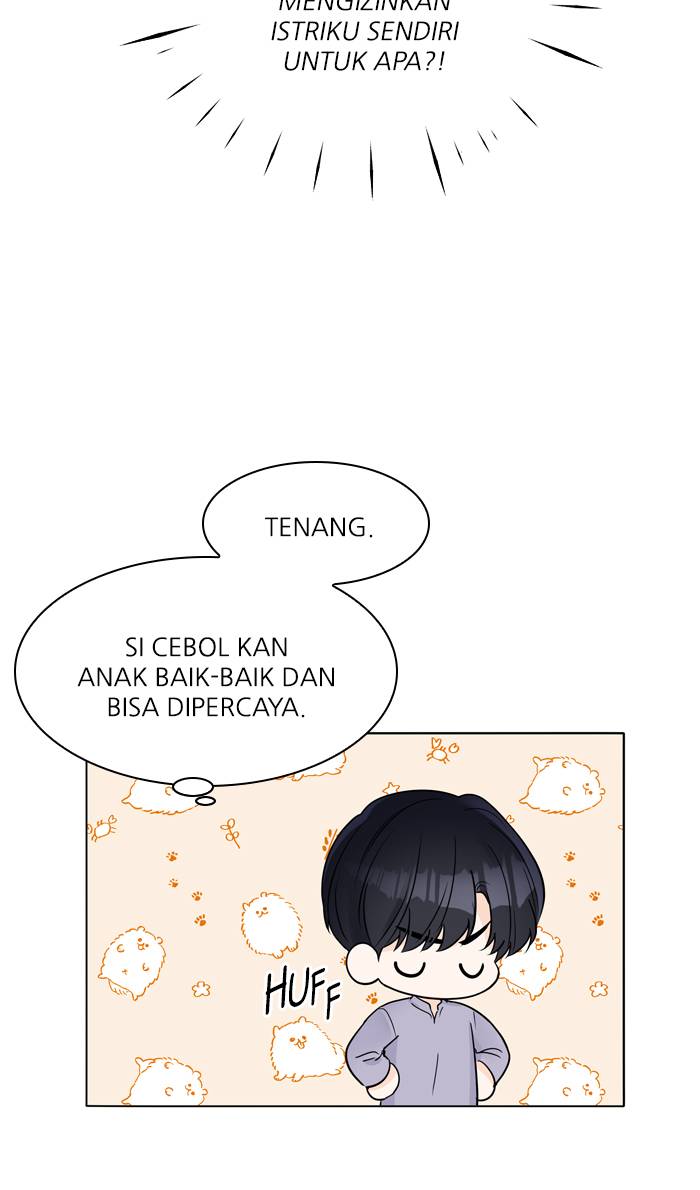 MENGIZINKAN
ISTRIKU SENDIRI
UNTUK APA?!
TENANG.
SI CEBOL KAN
ANAK BAIK-BAIK DAN
BISA DIPERCAYA.
HUFF